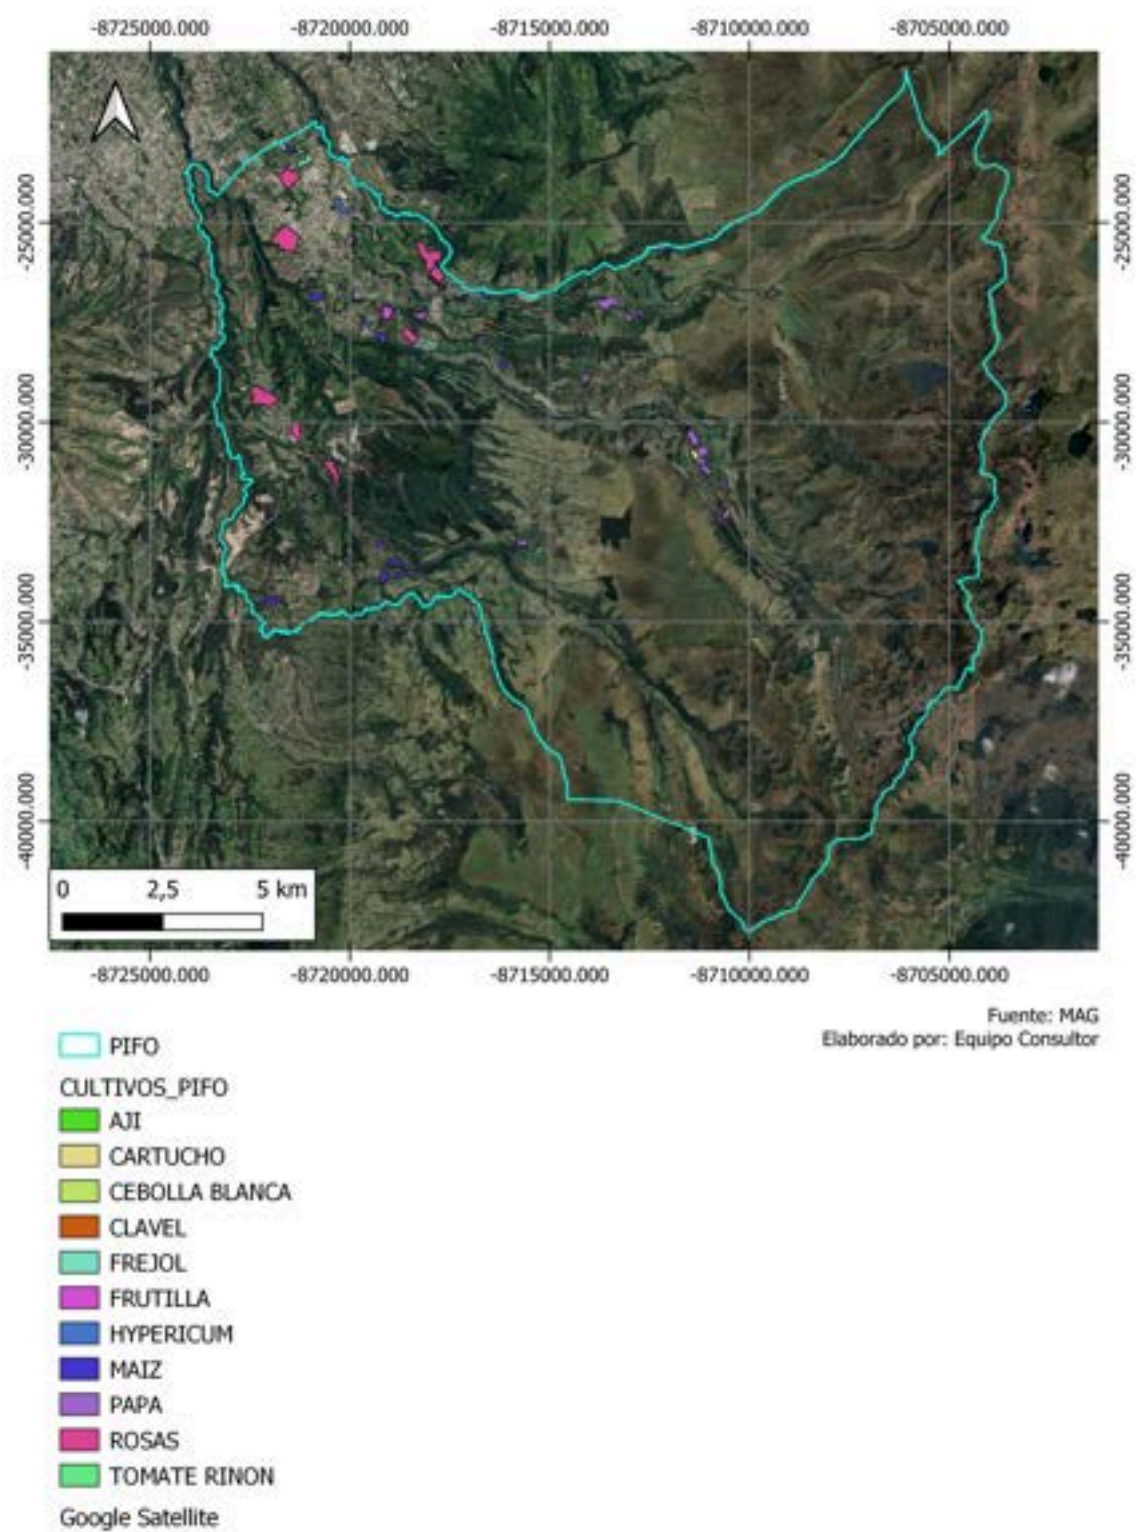 -8725000.000 -8720000.000 -8715000.000 -8710000.000 -8705000.000
-25000.000 -25000.000
-30000.000 -30000.000
-35000.000 -35000.000
-40000.000 -40000.000
0 2,5 5 km
-8725000.000 -8720000.000 -8715000.000 -8710000.000 -8705000.000
Fuente: MAG
Elaborado por: Equipo Consultor
PIFO
CULTIVOS_PIFO
AJI
CARTUCHO
CEBOLLA BLANCA
CLAVEL
FREJOL
FRUTILLA
HYPERICUM
MAIZ
PAPA
ROSAS
TOMATE RINON
Google Satellite